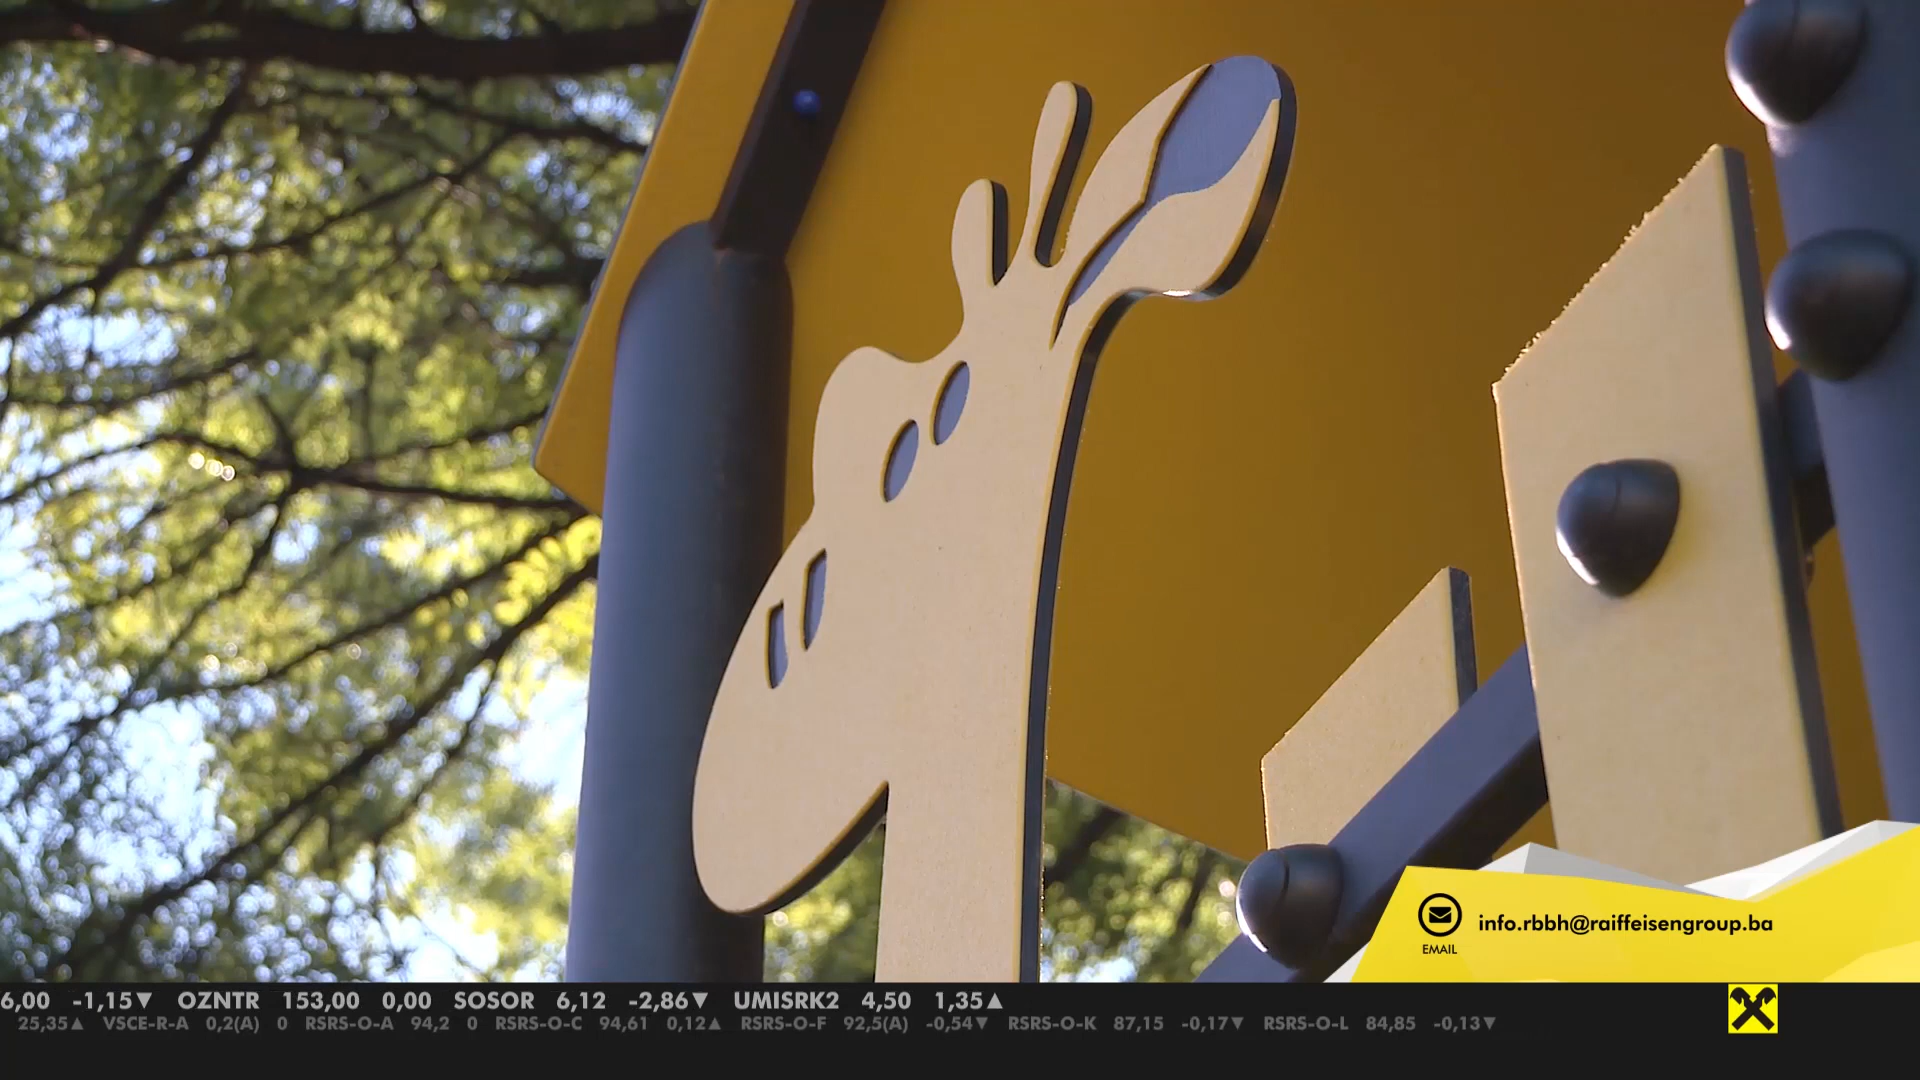 info.rbbh@raiffeisengroup.ba
EMAIL
6,00 -1,15▼ OZNTR 153,00 0,00 SOSOR 6,12 -2,86▼ UMISRK2 4,50 1,35▲
25,35▲ VSCE-R-A 0,2(A) 0 RSRS-O-A 94,2 0 RSRS-O-C 94,61 0,12▲ RSRS-O-F 92,5(A) -0,54▼ RSRS-O-K 87,15 -0,17▼ RSRS-O-L 84,85 -0,13▼